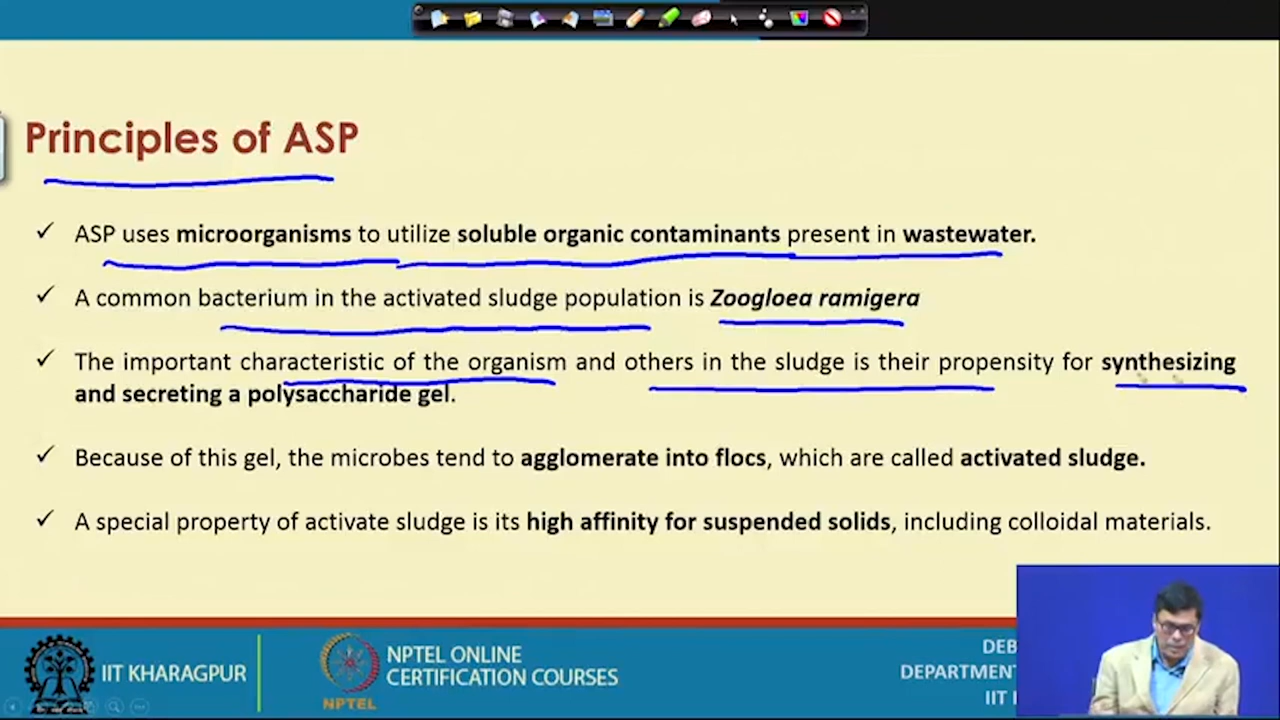 Principles of ASP
✓ ASP uses microorganisms to utilize soluble organic contaminants present in wastewater.
✓ A common bacterium in the activated sludge population is Zoogloea ramigera
✓ The important characteristic of the organism and others in the sludge is their propensity for synthesizing
and secreting a polysaccharide gel.
✓ Because of this gel, the microbes tend to agglomerate into flocs, which are called activated sludge.
✓ A special property of activate sludge is its high affinity for suspended solids, including colloidal materials.
IIT KHARAGPUR
NPTEL
NPTEL ONLINE
CERTIFICATION COURSES
DEB
DEPARTMENT
IIT